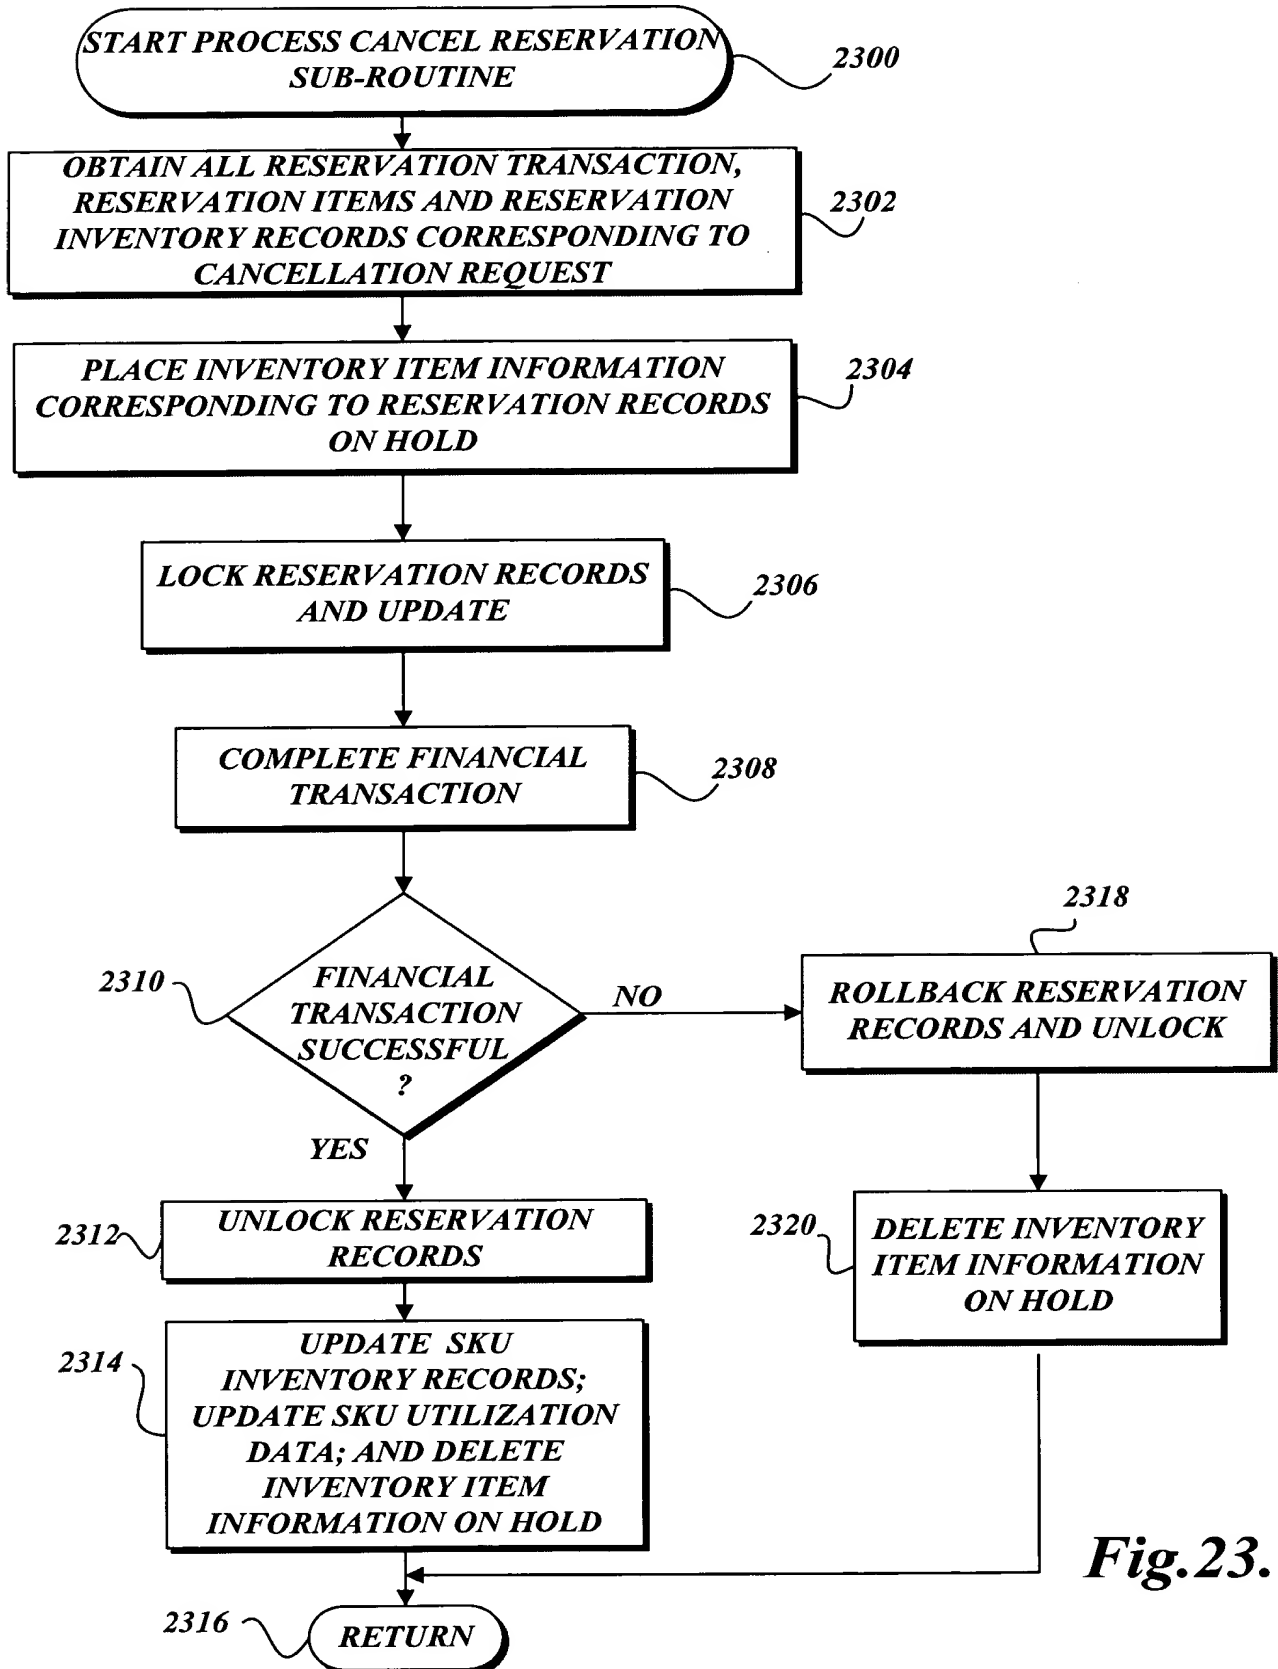 START PROCESS CANCEL RESERVATION
SUB-ROUTINE
2300
OBTAIN ALL RESERVATION TRANSACTION,
RESERVATION ITEMS AND RESERVATION
INVENTORY RECORDS CORRESPONDING TO
CANCELLATION REQUEST
2302
PLACE INVENTORY ITEM INFORMATION
CORRESPONDING TO RESERVATION RECORDS
ON HOLD
2304
LOCK RESERVATION RECORDS
AND UPDATE
2306
COMPLETE FINANCIAL
TRANSACTION
2308
2310
FINANCIAL
TRANSACTION
SUCCESSFUL
?
NO
YES
2318
ROLLBACK RESERVATION
RECORDS AND UNLOCK
2312
UNLOCK RESERVATION
RECORDS
2320
DELETE INVENTORY
ITEM INFORMATION
ON HOLD
2314
UPDATE SKU
INVENTORY RECORDS;
UPDATE SKU UTILIZATION
DATA; AND DELETE
INVENTORY ITEM
INFORMATION ON HOLD
2316
RETURN
Fig.23.